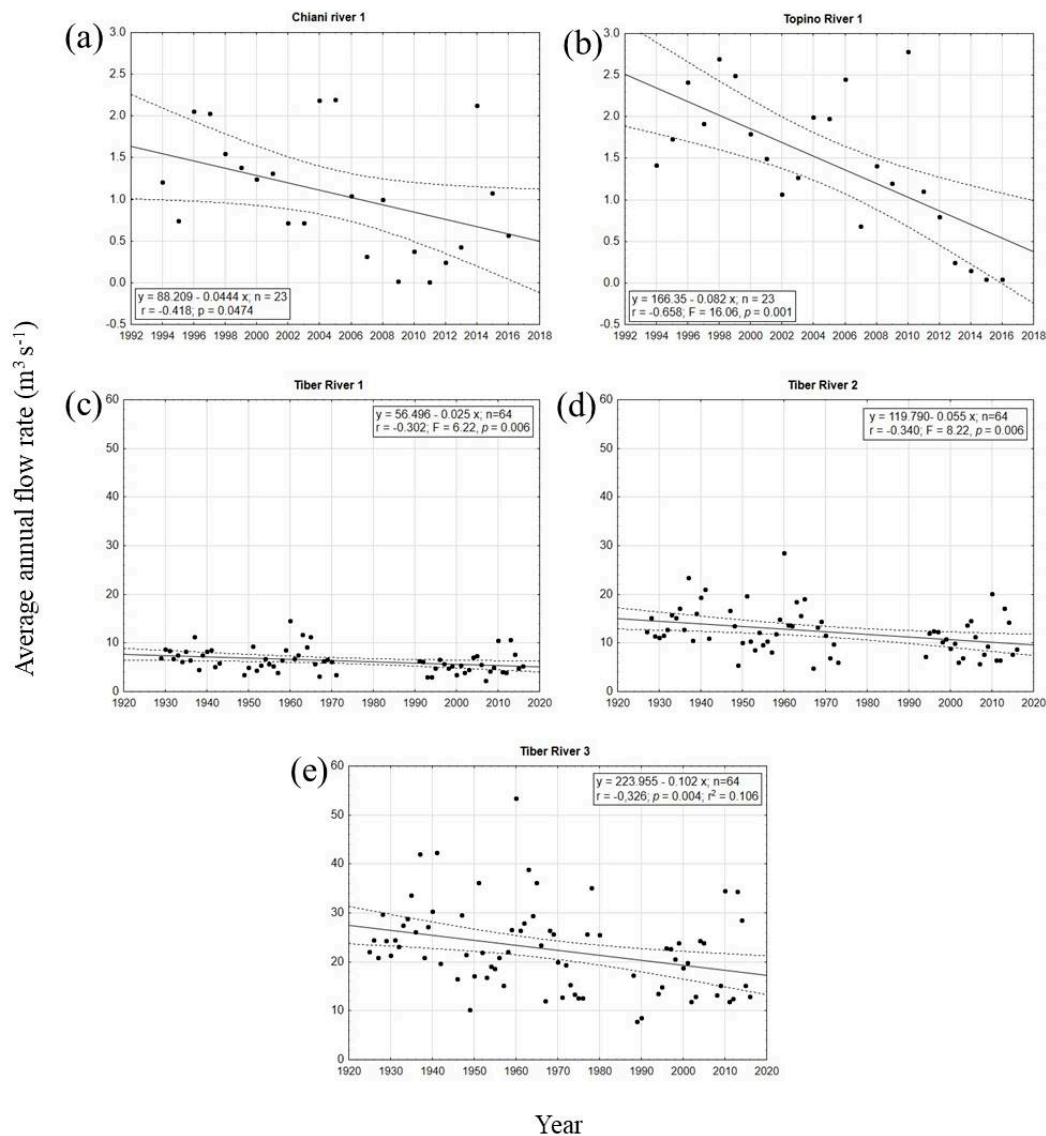 Chiani river 1
(a)
3.0
2.5
2.0
1.5
1.0
0.5
0.0
-0.5
y = 88.209 - 0.0444 x; n = 23
r = -0.418; p = 0.0474
1992 1994 1996 1998 2000 2002 2004 2006 2008 2010 2012 2014 2016 2018
Topino River 1
(b)
3.0
2.5
2.0
1.5
1.0
0.5
0.0
-0.5
y = 166.35 - 0.082 x; n = 23
r = -0.658; F = 16.06, p = 0.001
1992 1994 1996 1998 2000 2002 2004 2006 2008 2010 2012 2014 2016 2018
Average annual flow rate (m³ s⁻¹)
Tiber River 1
(c)
60
50
40
30
20
10
0
y = 56.496 - 0.025 x; n=64
r = -0.302; F = 6.22, p = 0.006
1920 1930 1940 1950 1960 1970 1980 1990 2000 2010 2020
Tiber River 2
(d)
60
50
40
30
20
10
0
y = 119.790- 0.055 x; n=64
r = -0.340; F = 8.22, p = 0.006
1920 1930 1940 1950 1960 1970 1980 1990 2000 2010 2020
Tiber River 3
(e)
60
50
40
30
20
10
0
y = 223.955 - 0.102 x; n=64
r = -0,326; p = 0.004; r² = 0.106
1920 1930 1940 1950 1960 1970 1980 1990 2000 2010 2020
Year